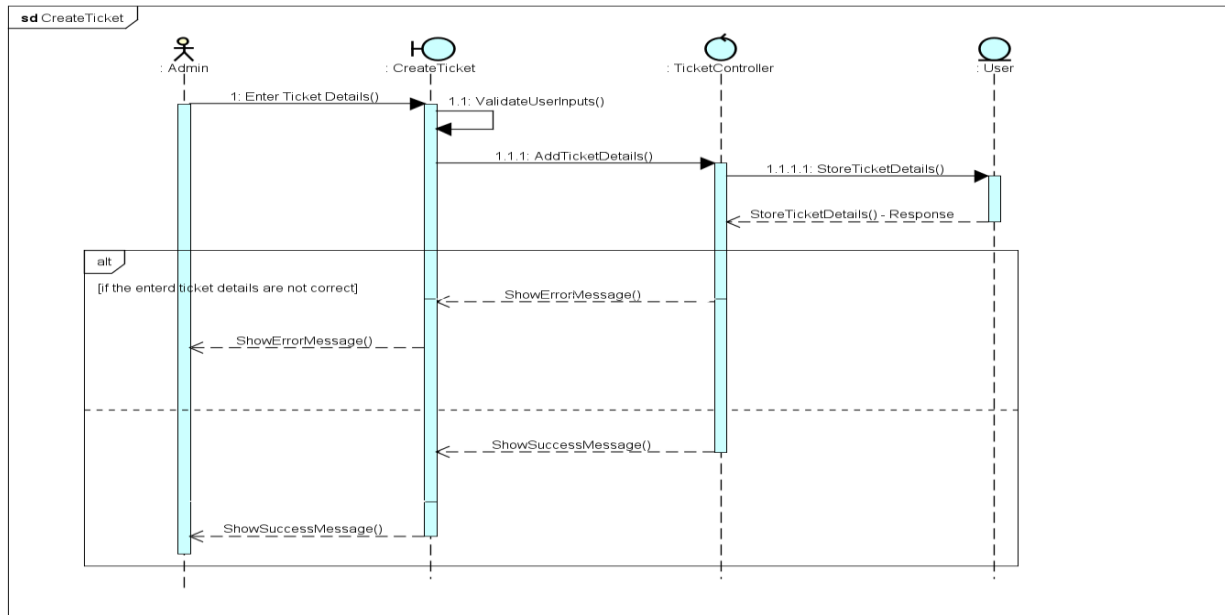 sd CreateTicket
: Admin
: CreateTicket
: TicketController
: User
1: Enter Ticket Details()
1.1: ValidateUserInputs()
1.1.1: AddTicketDetails()
1.1.1.1: StoreTicketDetails()
StoreTicketDetails() - Response
alt
[if the enterd ticket details are not correct]
ShowErrorMessage()
ShowErrorMessage()
ShowSuccessMessage()
ShowSuccessMessage()